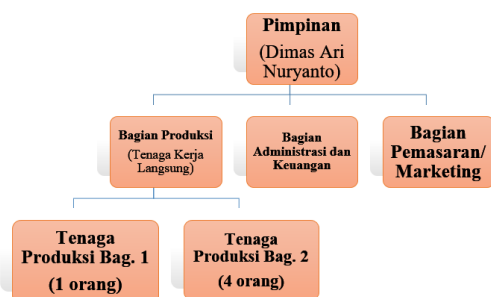 Pimpinan
(Dimas Ari
Nuryanto)
Bagian Produksi
(Tenaga Kerja
Langsung)
Bagian
Administrasi dan
Keuangan
Bagian
Pemasaran/
Marketing
Tenaga
Produksi Bag. 1
(1 orang)
Tenaga
Produksi Bag. 2
(4 orang)